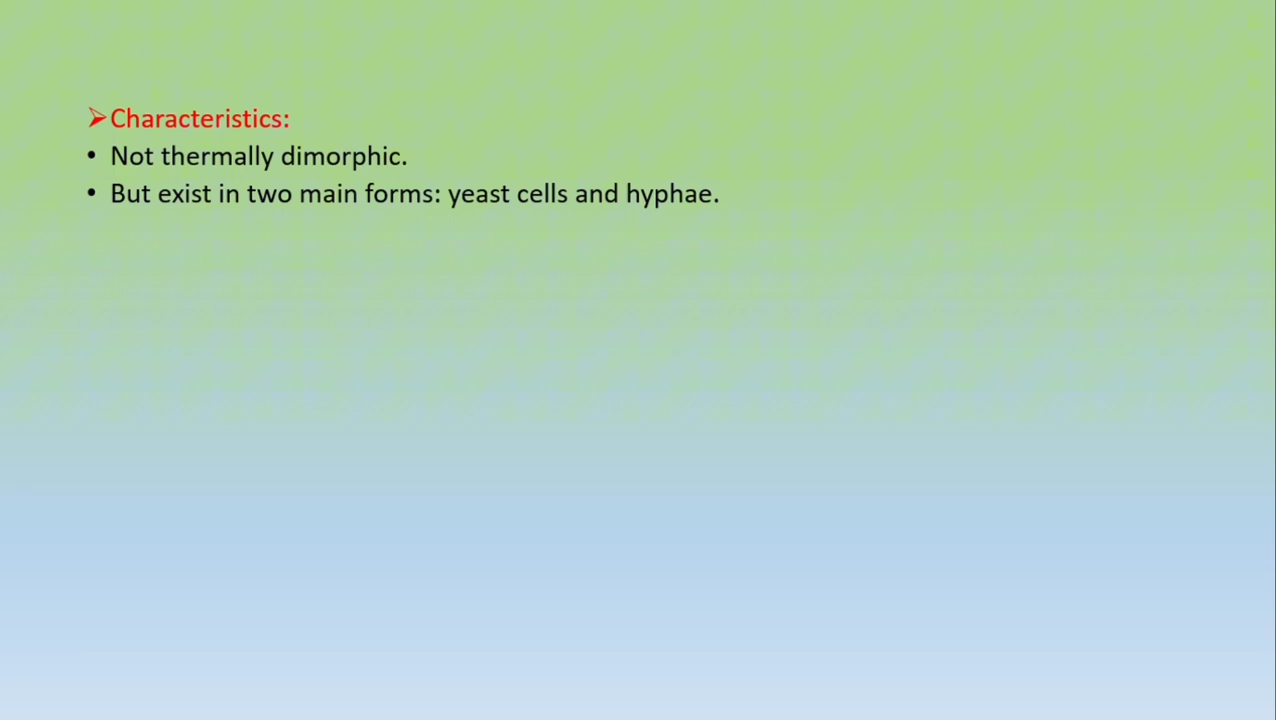 ➢Characteristics:
• Not thermally dimorphic.
• But exist in two main forms: yeast cells and hyphae.